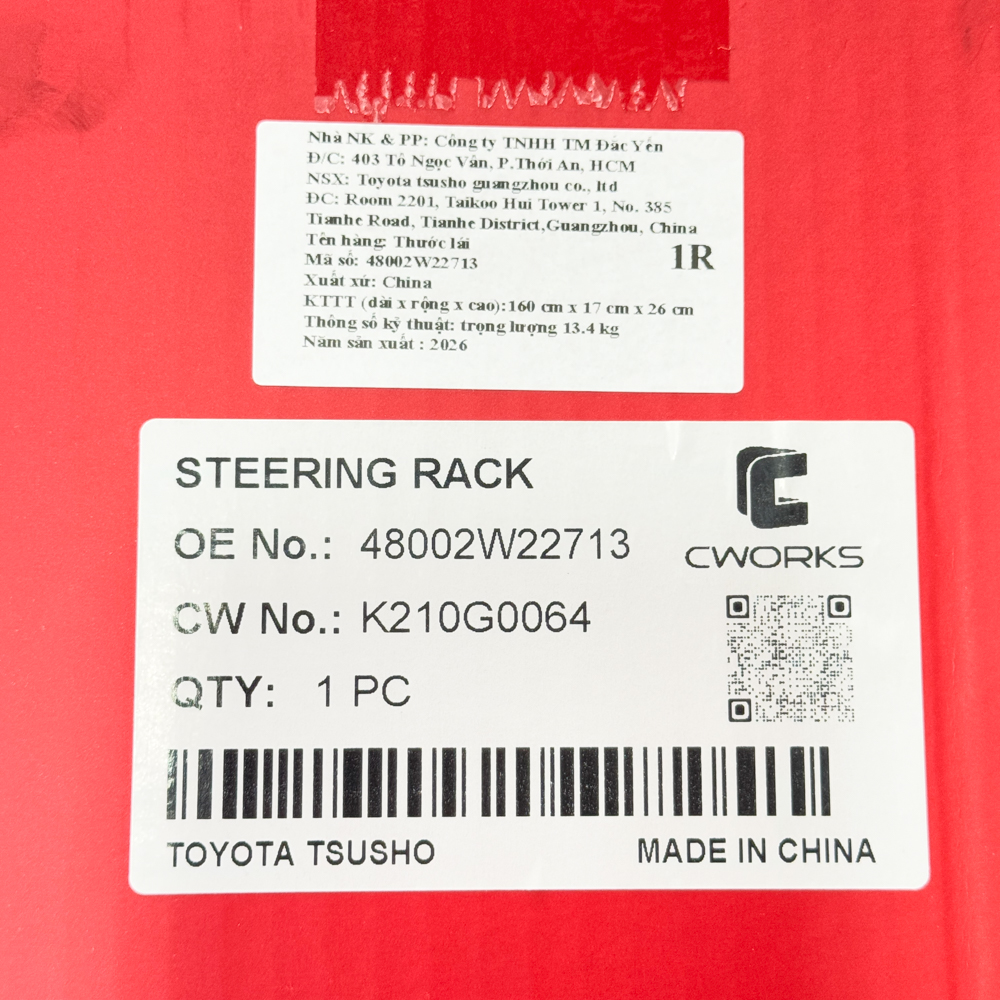 Nhà NK & PP: Công ty TNHH TM Đắc Yến
Đ/C: 403 Tô Ngọc Vân, P.Thới An, HCM
NSX: Toyota tsusho guangzhou co., ltd
ĐC: Room 2201, Taikoo Hui Tower 1, No. 385
Tianhe Road, Tianhe District,Guangzhou, China
Tên hàng: Thước lái
Mã số: 48002W22713
1R
Xuất xứ: China
KTTT (dài x rộng x cao):160 cm x 17 cm x 26 cm
Thông số kỹ thuật: trọng lượng 13.4 kg
Năm sản xuất : 2026
STEERING RACK
OE No.: 48002W22713
CWORKS
CW No.: K210G0064
QTY: 1 PC
TOYOTA TSUSHO
MADE IN CHINA